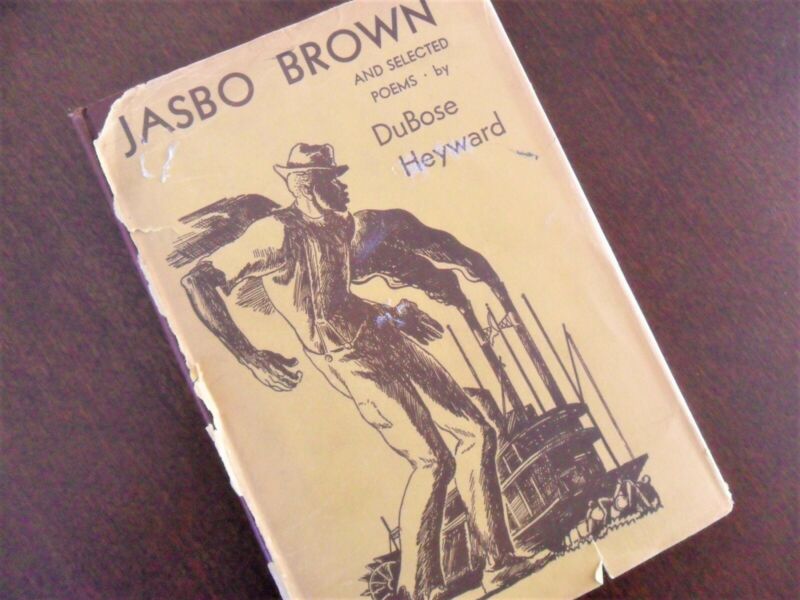 JASBO BROWN
AND SELECTED
POEMS · by
DuBose
Heyward